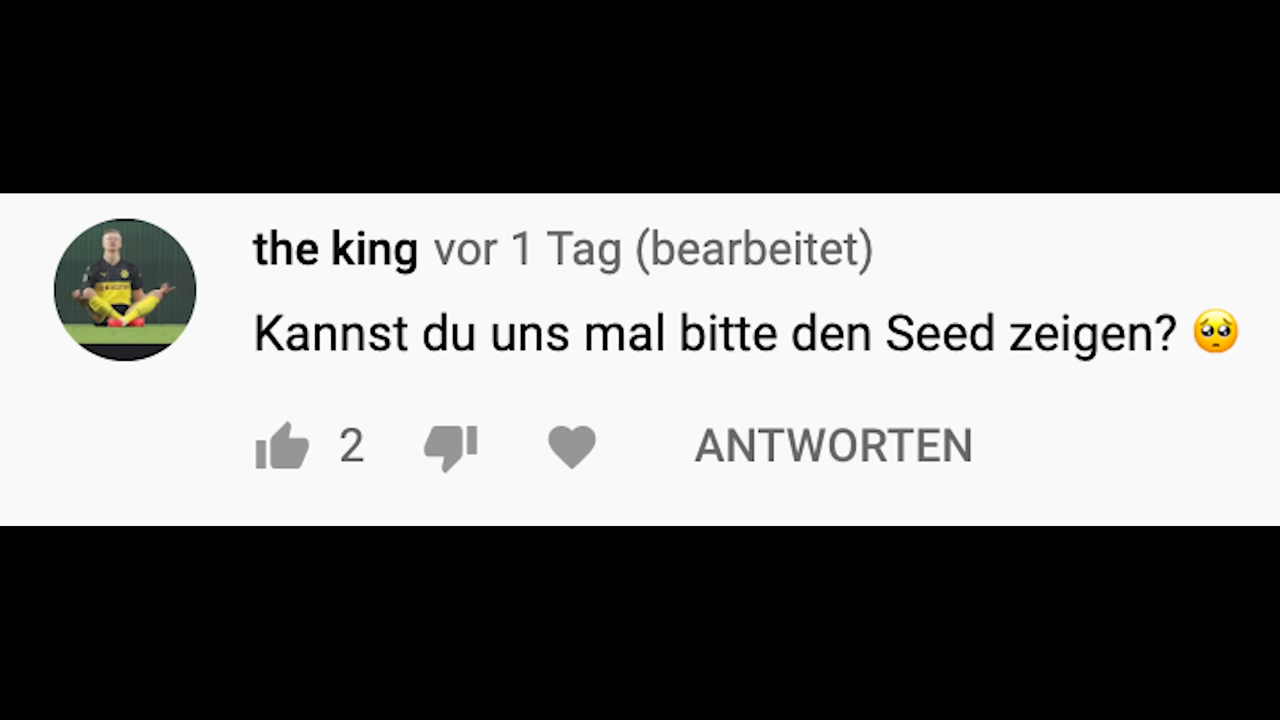 the king vor 1 Tag (bearbeitet)
Kannst du uns mal bitte den Seed zeigen? 🥺
2 ANTWORTEN